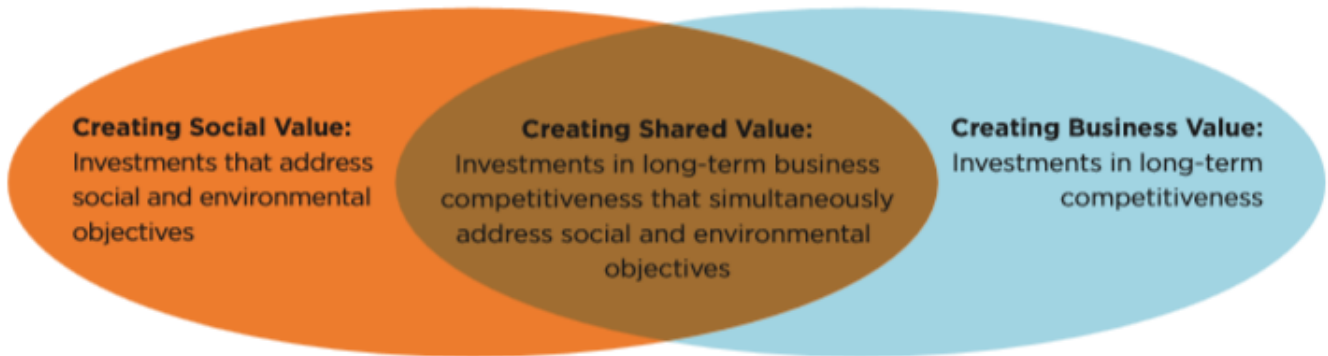 Creating Social Value:
Investments that address
social and environmental
objectives
Creating Shared Value:
Investments in long-term business
competitiveness that simultaneously
address social and environmental
objectives
Creating Business Value:
Investments in long-term
competitiveness